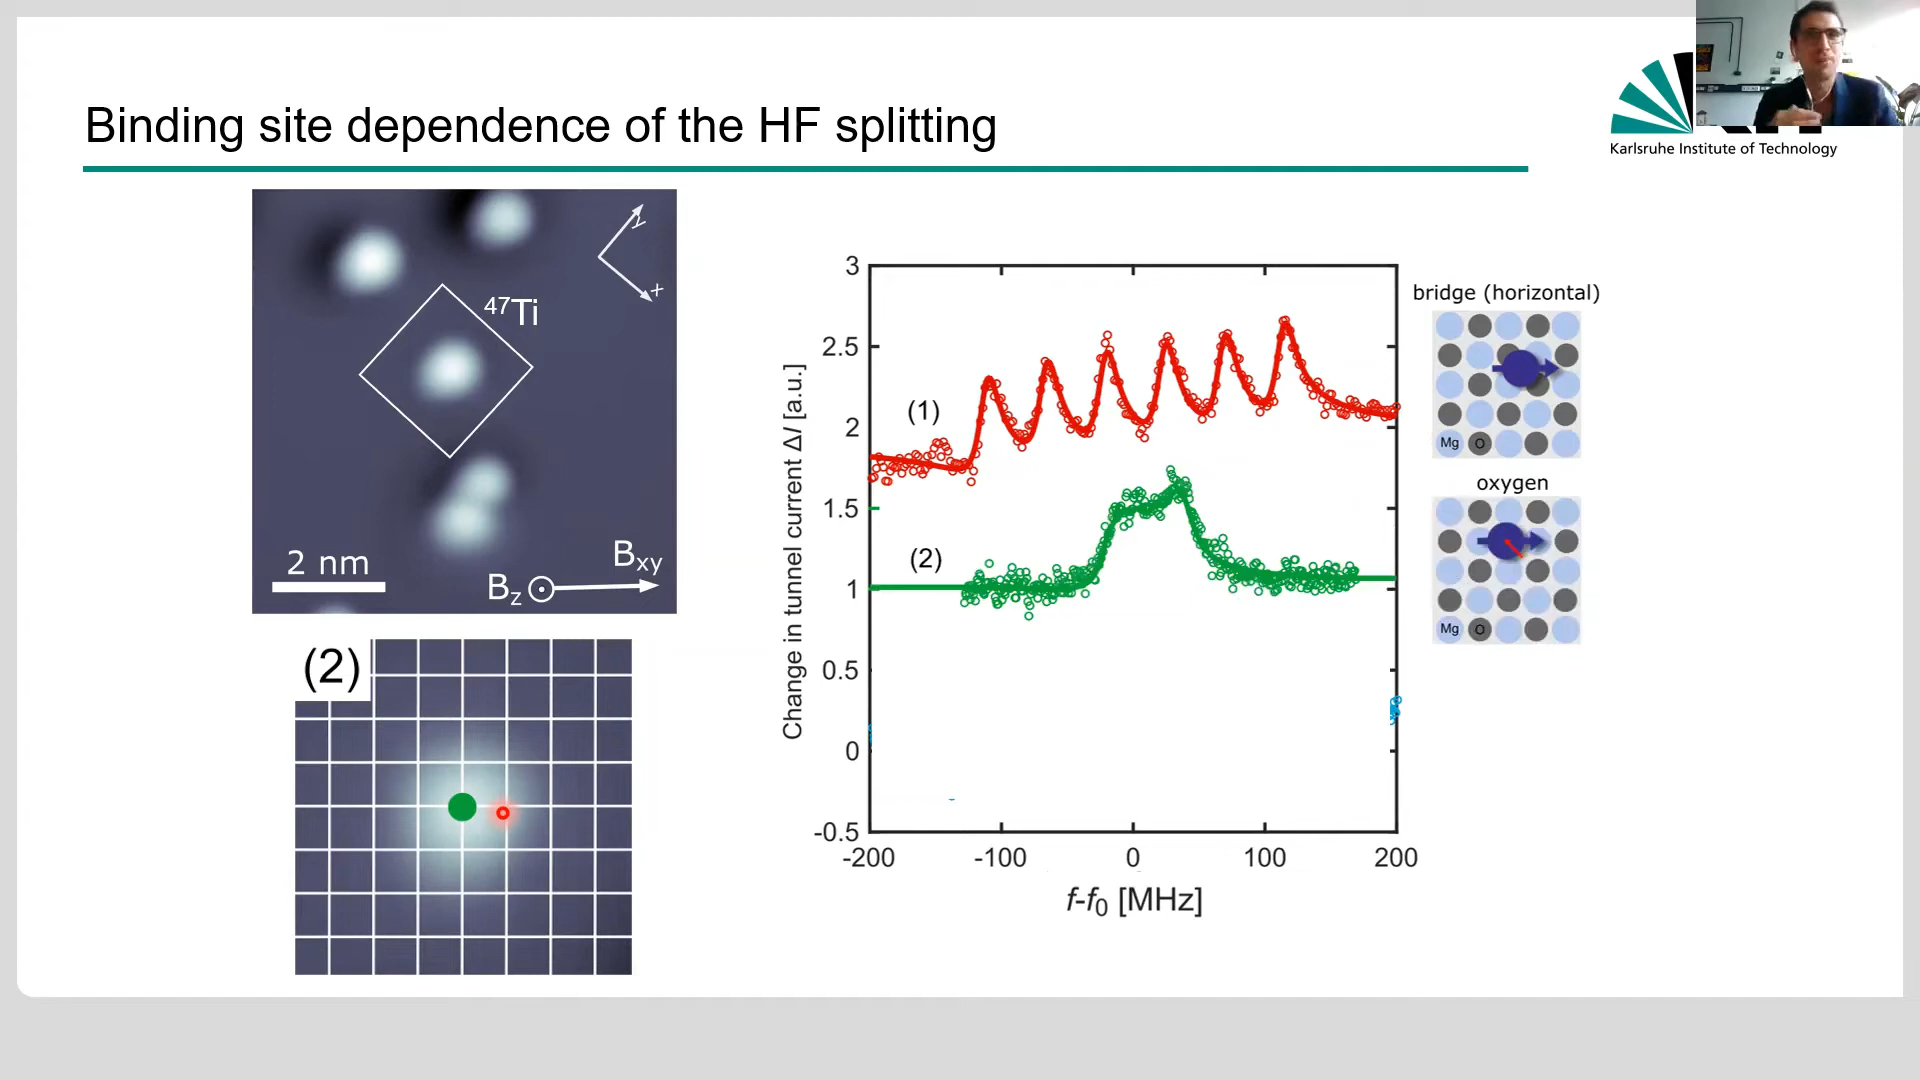 Binding site dependence of the HF splitting
Karlsruhe Institute of Technology
y
x
⁴⁷Ti
2 nm
Bxy
Bz
(2)
Change in tunnel current ΔI [a.u.]
3
2.5
2
1.5
1
0.5
0
-0.5
(1)
(2)
-200
-100
0
100
200
f-f₀ [MHz]
bridge (horizontal)
Mg O
oxygen
Mg O